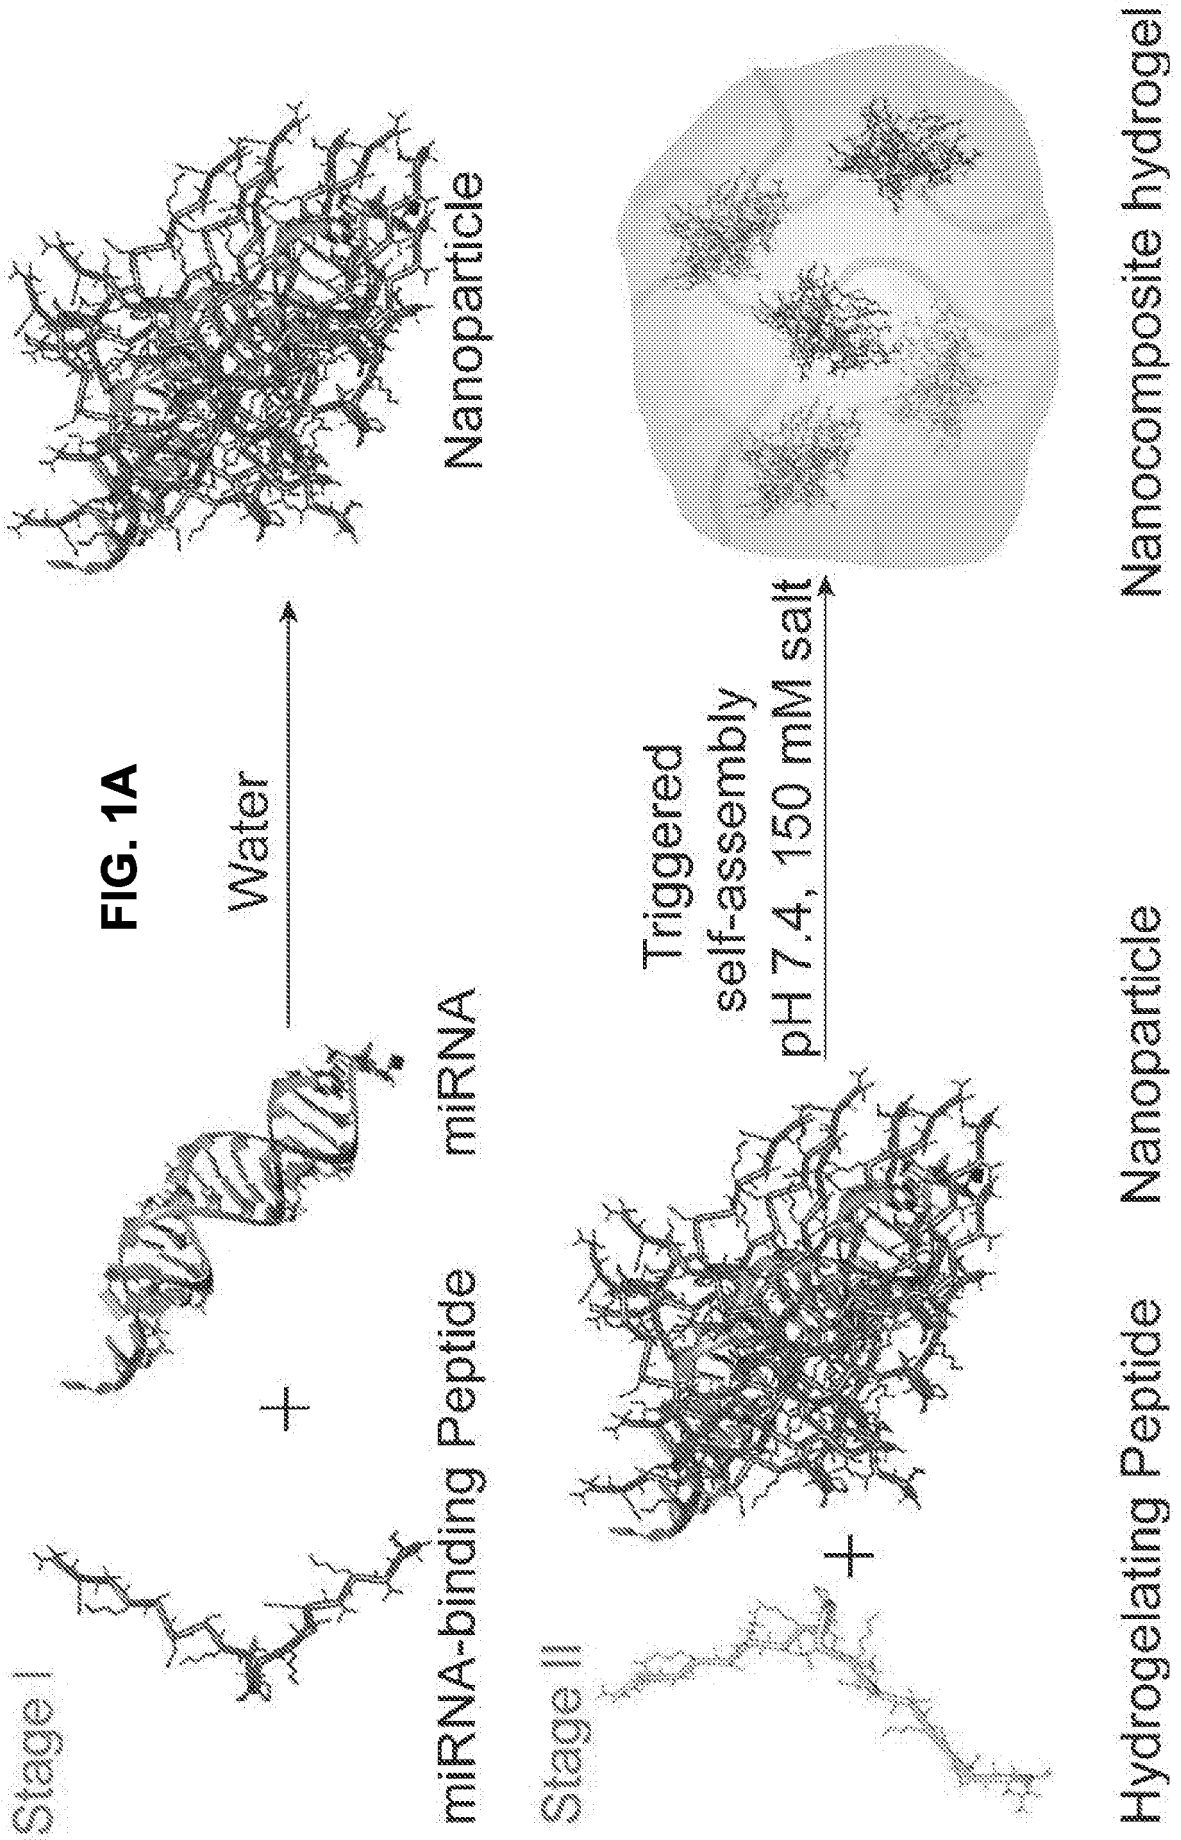 FIG. 1A
Stage I
Water
miRNA-binding Peptide
miRNA
Nanoparticle
Stage II
Triggered
self-assembly
pH 7.4, 150 mM salt
Hydrogelating Peptide
Nanoparticle
Nanocomposite hydrogel